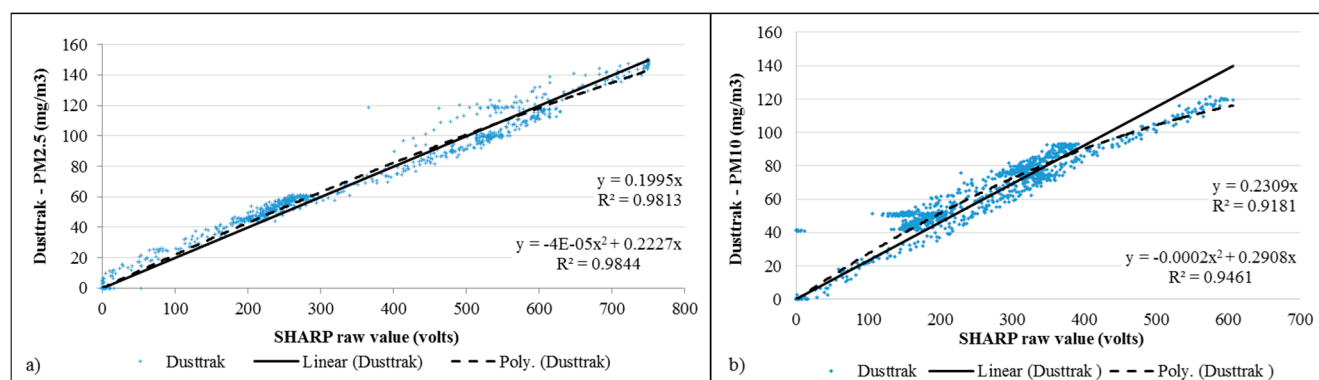 160
140
120
100
80
60
40
20
0
Dusttrak - PM2.5 (mg/m3)
y = 0.1995x
R² = 0.9813
y = -4E-05x² + 0.2227x
R² = 0.9844
0 100 200 300 400 500 600 700 800
SHARP raw value (volts)
a)
Dusttrak Linear (Dusttrak) Poly. (Dusttrak)
160
140
120
100
80
60
40
20
0
Dusttrak - PM10 (mg/m3)
y = 0.2309x
R² = 0.9181
y = -0.0002x² + 0.2908x
R² = 0.9461
0 100 200 300 400 500 600 700
SHARP raw value (volts)
b)
Dusttrak Linear (Dusttrak ) Poly. (Dusttrak )